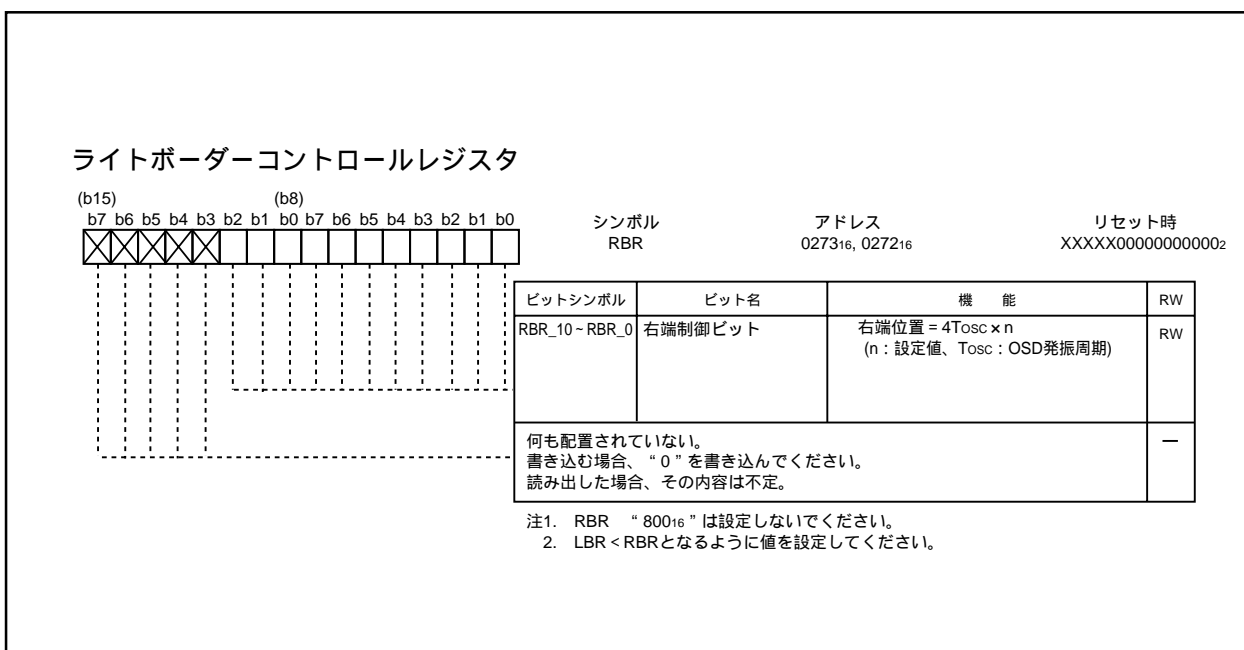 ライトボーダーコントロールレジスタ
(b15) (b8)
b7 b6 b5 b4 b3 b2 b1 b0 b7 b6 b5 b4 b3 b2 b1 b0
シンボル アドレス リセット時
RBR 027316, 027216 XXXXX000000000002
ビットシンボル ビット名 機 能 RW
RBR_10~RBR_0 右端制御ビット 右端位置 = 4Tosc × n RW
(n:設定値、Tosc:OSD発振周期)
何も配置されていない。 ー
書き込む場合、“0”を書き込んでください。
読み出した場合、その内容は不定。
注1. RBR “80016”は設定しないでください。
2. LBR < RBRとなるように値を設定してください。